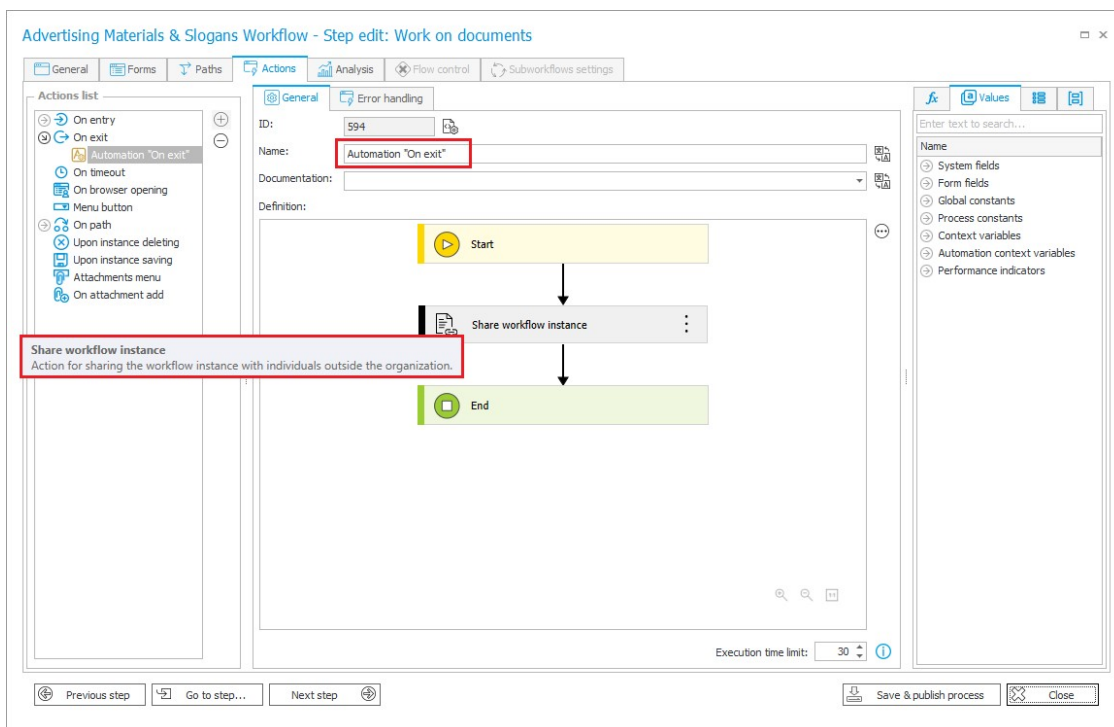 Advertising Materials & Slogans Workflow - Step edit: Work on documents
General
Forms
Paths
Actions
Analysis
Flow control
Subworkflows settings
Actions list
On entry
On exit
Automation "On exit"
On timeout
On browser opening
Menu button
On path
Upon instance deleting
Upon instance saving
Attachments menu
On attachment add
Share workflow instance
Action for sharing the workflow instance with individuals outside the organization.
General
Error handling
ID:
594
Name:
Automation "On exit"
Documentation:
Definition:
Start
Share workflow instance
End
Execution time limit:
30
fx
Values
Enter text to search...
Name
System fields
Form fields
Global constants
Process constants
Context variables
Automation context variables
Performance indicators
Previous step
Go to step...
Next step
Save & publish process
Close